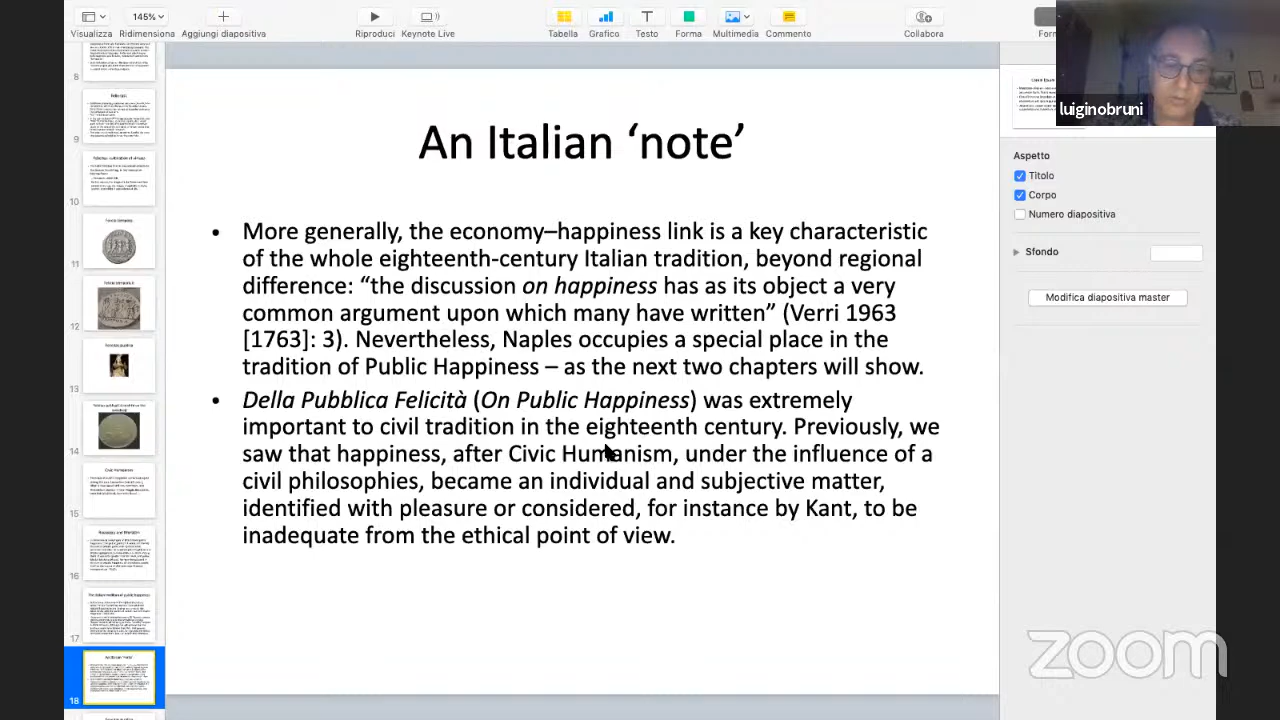 145%
Visualizza
Ridimensiona
Aggiungi diapositiva
Riproduci
Keynote Live
Tabella
Grafico
Testo
Forma
Multimedia
Commento
Collabora
luiginobruni
An Italian ‘note’
• More generally, the economy–happiness link is a key characteristic
of the whole eighteenth-century Italian tradition, beyond regional
difference: “the discussion on happiness has as its object a very
common argument upon which many have written” (Verri 1963
[1763]: 3). Nevertheless, Naples occupies a special place in the
tradition of Public Happiness – as the next two chapters will show.
• Della Pubblica Felicità (On Public Happiness) was extremely
important to civil tradition in the eighteenth century. Previously, we
saw that happiness, after Civic Humanism, under the influence of a
civil philosophies, became an individual and subjective matter,
identified with pleasure or considered, for instance by Kant, to be
inadequate from the ethical point of view.
8
9
10
11
12
13
14
15
16
17
18
Aspetto
Titolo
Corpo
Numero diapositiva
Sfondo
Modifica diapositiva master
zoom